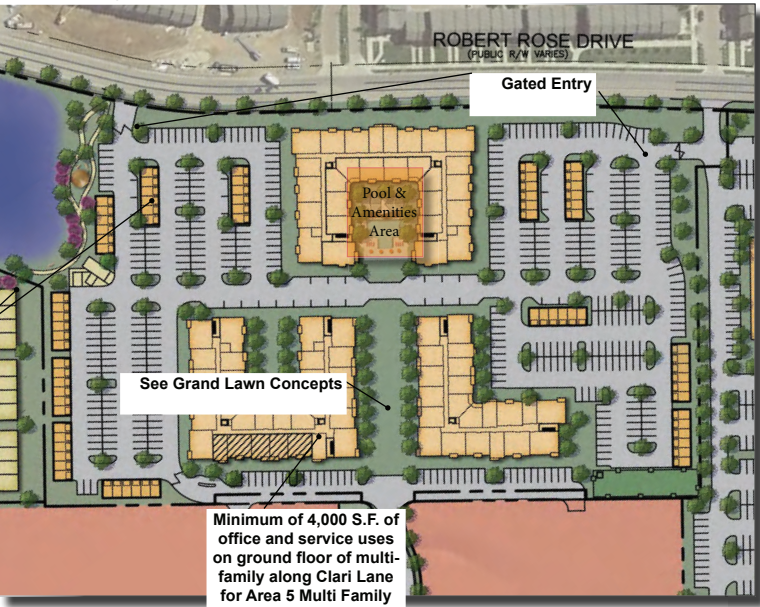 ROBERT ROSE DRIVE
(PUBLIC R/W VARIES)
Gated Entry
Pool &
Amenities
Area
See Grand Lawn Concepts
Minimum of 4,000 S.F. of
office and service uses
on ground floor of multi-
family along Clari Lane
for Area 5 Multi Family